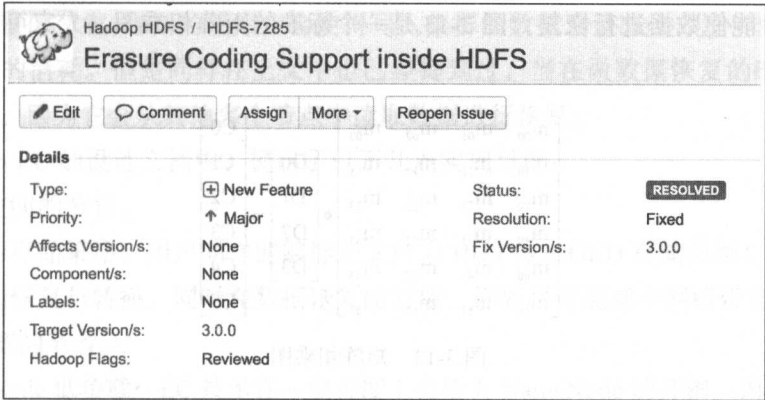 Hadoop HDFS / HDFS-7285
Erasure Coding Support inside HDFS
Edit Comment Assign More Reopen Issue
Details
Type: New Feature Status: RESOLVED
Priority: Major Resolution: Fixed
Affects Version/s: None Fix Version/s: 3.0.0
Component/s: None
Labels: None
Target Version/s: 3.0.0
Hadoop Flags: Reviewed